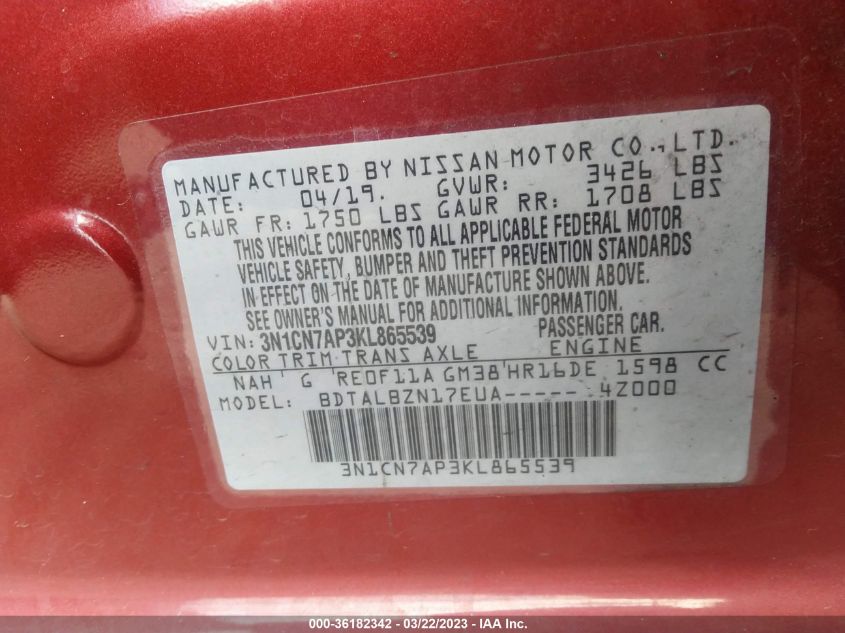 MANUFACTURED BY NISSAN MOTOR CO.,LTD.
DATE: 04/19. GVWR: 3426 LBS
GAWR FR: 1750 LBS GAWR RR: 1708 LBS
THIS VEHICLE CONFORMS TO ALL APPLICABLE FEDERAL MOTOR
VEHICLE SAFETY, BUMPER AND THEFT PREVENTION STANDARDS
IN EFFECT ON THE DATE OF MANUFACTURE SHOWN ABOVE.
SEE OWNER'S MANUAL FOR ADDITIONAL INFORMATION.
VIN: 3N1CN7AP3KL865539 PASSENGER CAR.
COLOR TRIM TRANS AXLE ENGINE
NAH' G 'RE0F11A GM38'HR16DE 1598 CC
MODEL: BDTALBZN17EUA----- 4Z000
3N1CN7AP3KL865539
000-36182342 - 03/22/2023 - IAA Inc.